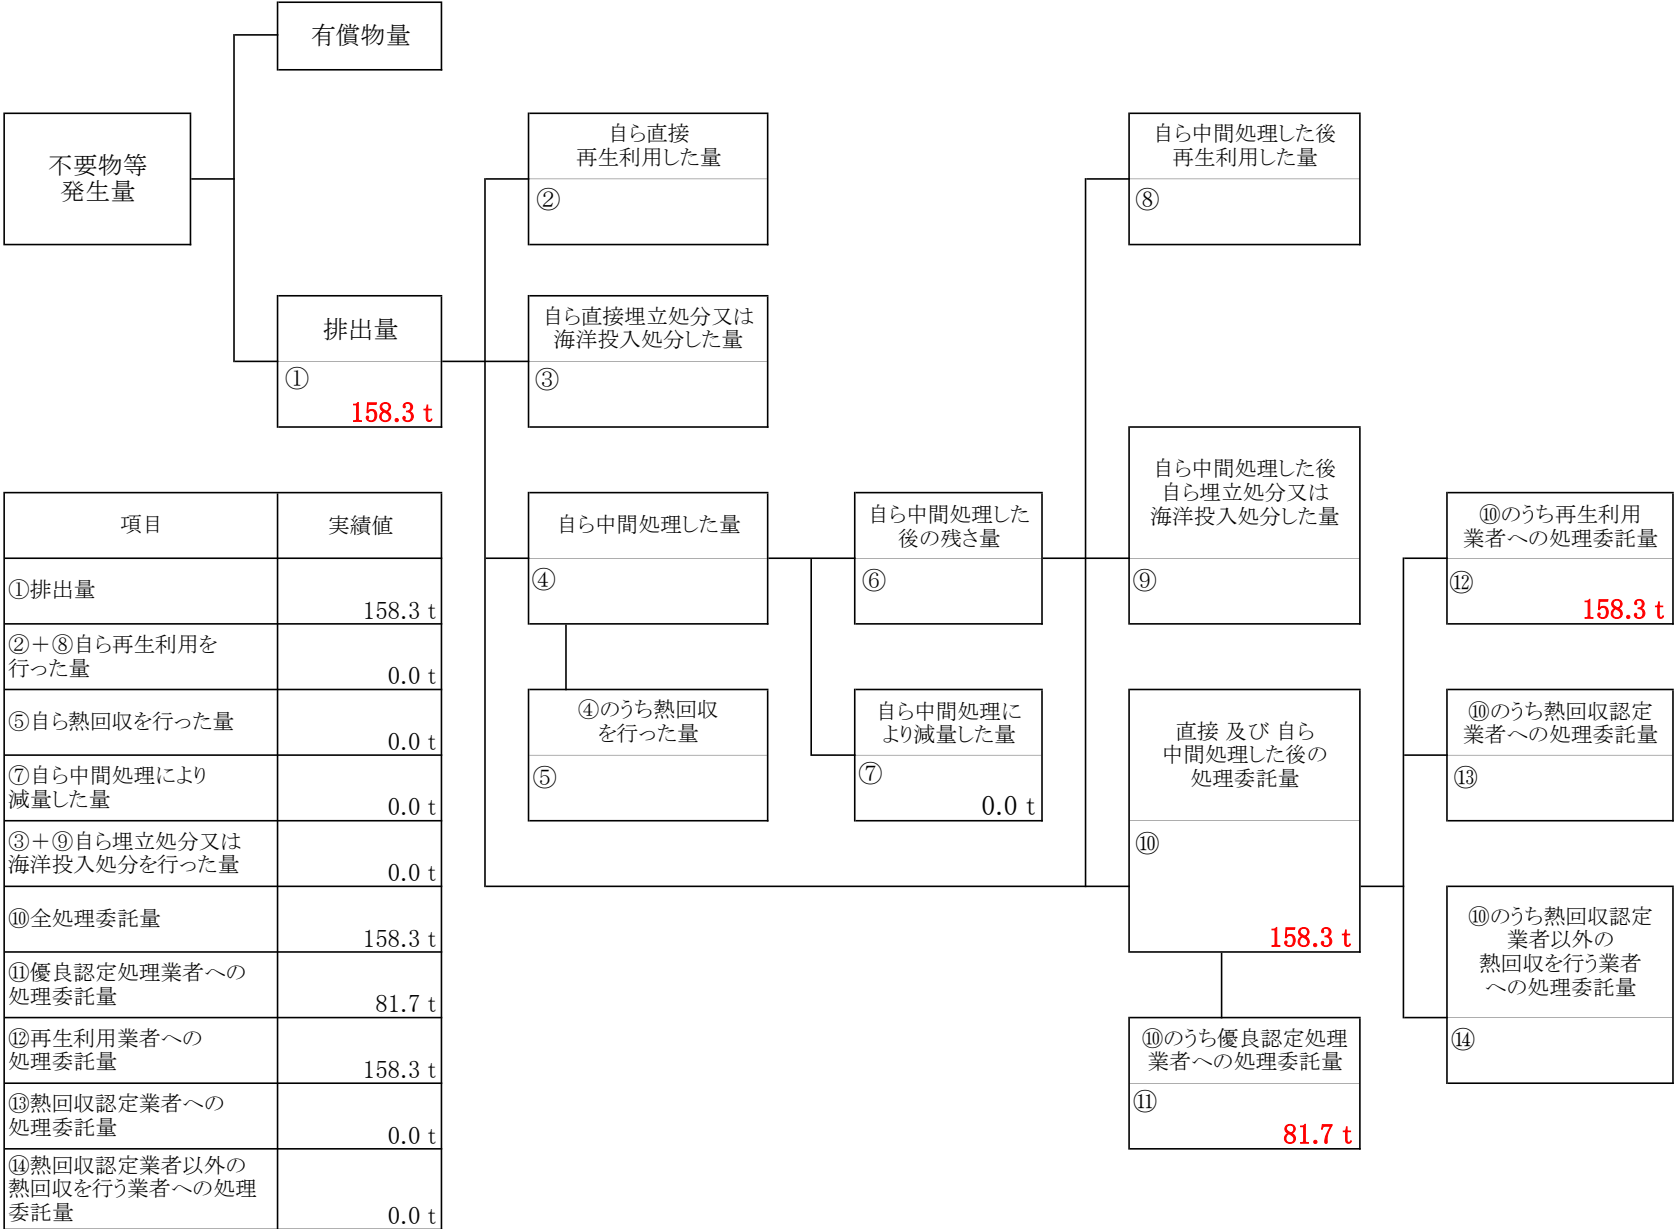 有償物量
不要物等
発生量
自ら直接
再生利用した量
②
自ら中間処理した後
再生利用した量
⑧
排出量
①
158.3 t
自ら直接埋立処分又は
海洋投入処分した量
③
自ら中間処理した量
④
自ら中間処理した
後の残さ量
⑥
自ら中間処理した後
自ら埋立処分又は
海洋投入処分した量
⑨
⑩のうち再生利用
業者への処理委託量
⑫
158.3 t
④のうち熱回収
を行った量
⑤
自ら中間処理に
より減量した量
⑦
0.0 t
直接 及び 自ら
中間処理した後の
処理委託量
⑩
158.3 t
⑩のうち熱回収認定
業者への処理委託量
⑬
⑩のうち熱回収認定
業者以外の
熱回収を行う業者
への処理委託量
⑭
⑩のうち優良認定処理
業者への処理委託量
⑪
81.7 t
項目 実績値
①排出量
158.3 t
②＋⑧自ら再生利用を
行った量
0.0 t
⑤自ら熱回収を行った量
0.0 t
⑦自ら中間処理により
減量した量
0.0 t
③＋⑨自ら埋立処分又は
海洋投入処分を行った量
0.0 t
⑩全処理委託量
158.3 t
⑪優良認定処理業者への
処理委託量
81.7 t
⑫再生利用業者への
処理委託量
158.3 t
⑬熱回収認定業者への
処理委託量
0.0 t
⑭熱回収認定業者以外の
熱回収を行う業者への処理
委託量
0.0 t